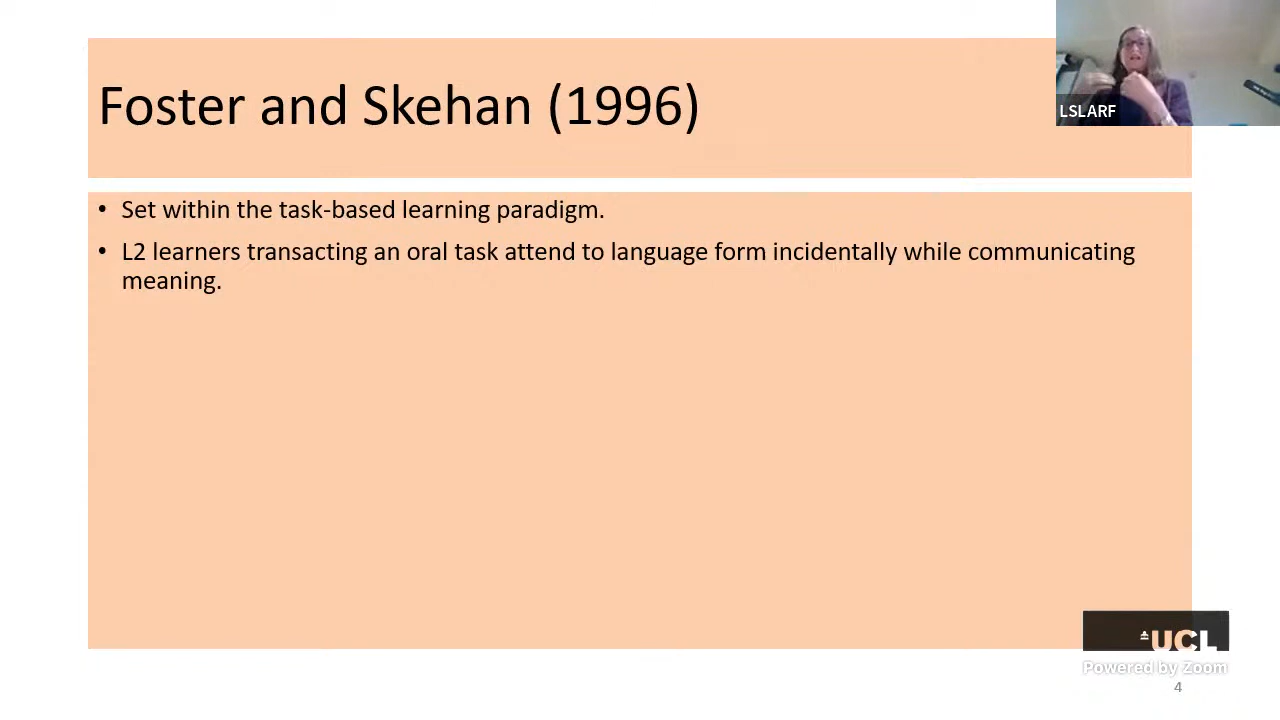 Foster and Skehan (1996)
LSLARF
• Set within the task-based learning paradigm.
• L2 learners transacting an oral task attend to language form incidentally while communicating
meaning.
UCL
Powered by Zoom
4